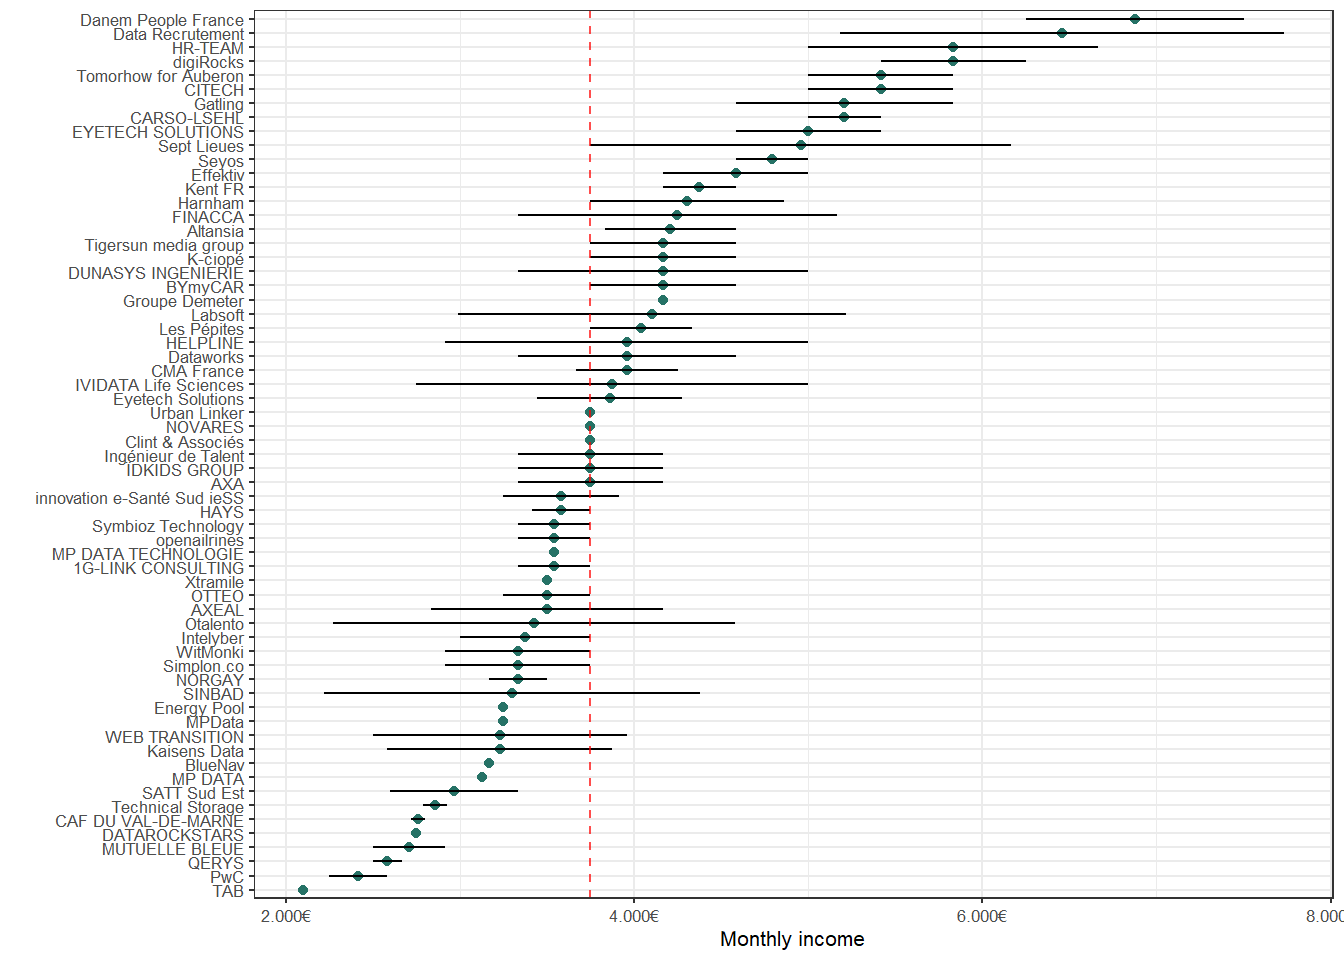 Danem People France
Data Recrutement
HR-TEAM
digiRocks
Tomorhow for Auberon
CITECH
Gatling
CARSO-LSEHL
EYETECH SOLUTIONS
Sept Lieues
Seyos
Effektiv
Kent FR
Harnham
FINACCA
Altansia
Tigersun media group
K-ciopé
DUNASYS INGENIERIE
BYmyCAR
Groupe Demeter
Labsoft
Les Pépites
HELPLINE
Dataworks
CMA France
IVIDATA Life Sciences
Eyetech Solutions
Urban Linker
NOVARES
Clint & Associés
Ingénieur de Talent
IDKIDS GROUP
AXA
innovation e-Santé Sud ieSS
HAYS
Symbioz Technology
openailrines
MP DATA TECHNOLOGIE
1G-LINK CONSULTING
Xtramile
OTTEO
AXEAL
Otalento
Intelyber
WitMonki
Simplon.co
NORGAY
SINBAD
Energy Pool
MPData
WEB TRANSITION
Kaisens Data
BlueNav
MP DATA
SATT Sud Est
Technical Storage
CAF DU VAL-DE-MARNE
DATAROCKSTARS
MUTUELLE BLEUE
QERYS
PwC
TAB
2.000€ 4.000€ 6.000€ 8.000
Monthly income